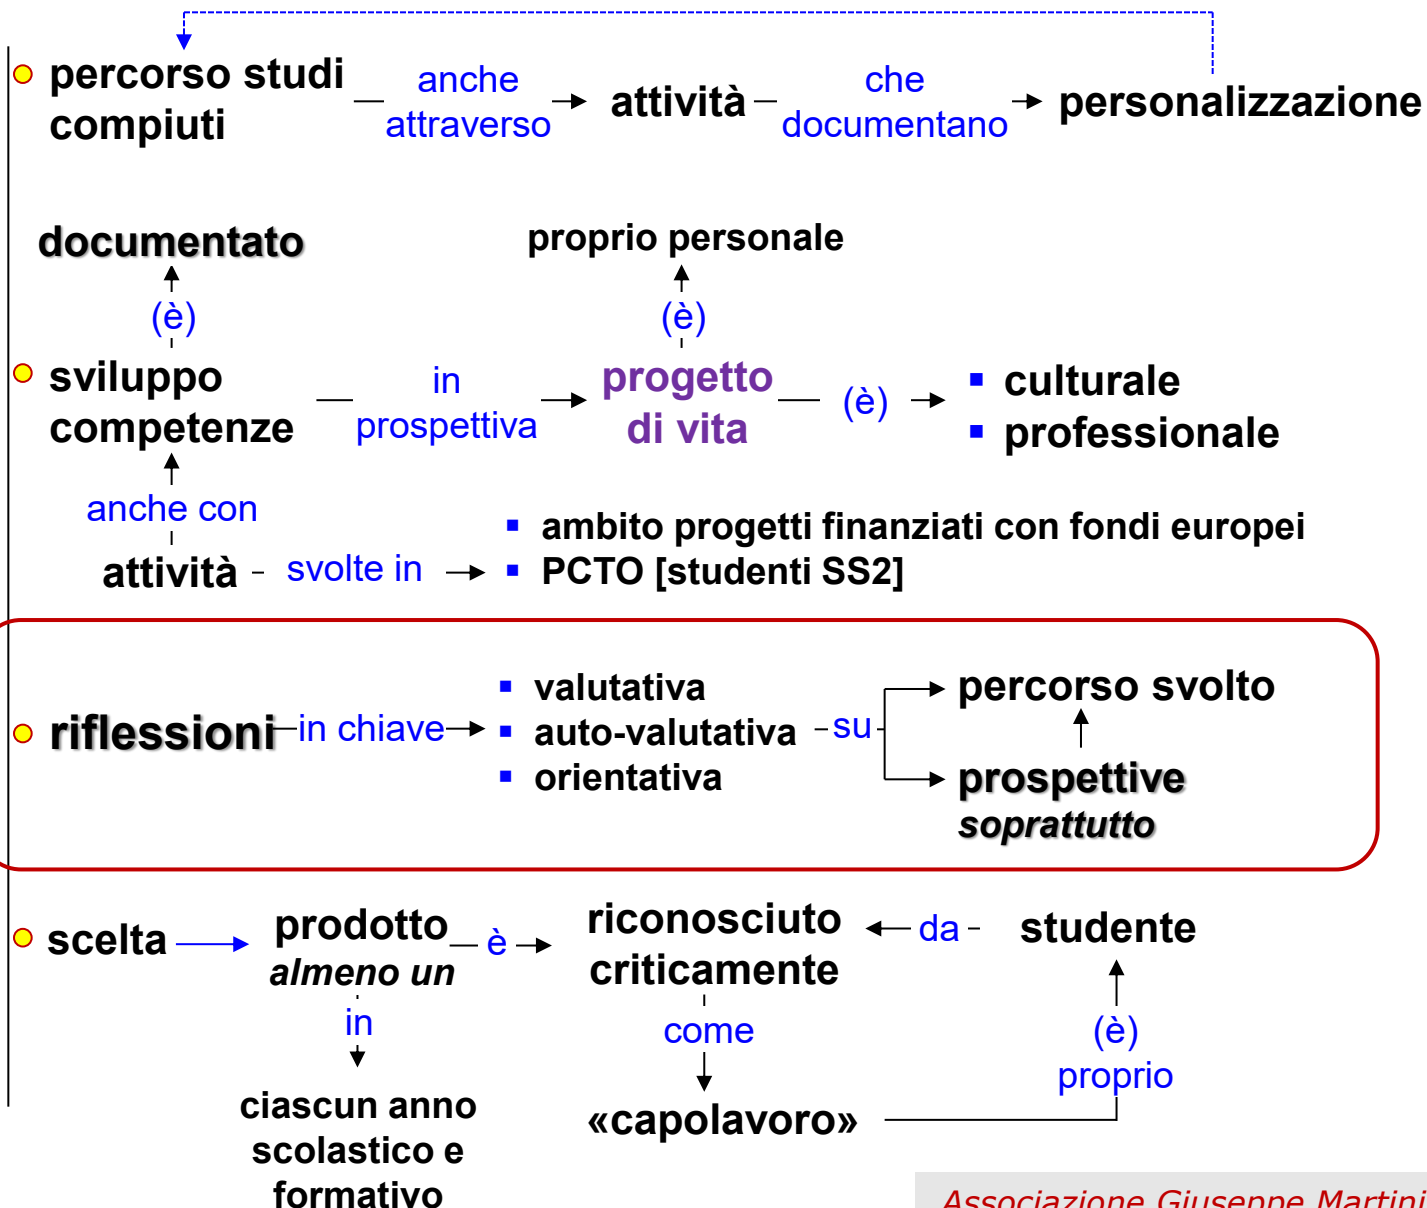 percorso studi
compiuti
anche
attraverso
attività
che
documentano
personalizzazione
documentato
(è)
proprio personale
(è)
sviluppo
competenze
in
prospettiva
progetto
di vita
(è)
culturale
professionale
anche con
attività
svolte in
ambito progetti finanziati con fondi europei
PCTO [studenti SS2]
riflessioni
in chiave
valutativa
auto-valutativa
orientativa
su
percorso svolto
prospettive
soprattutto
scelta
prodotto
almeno un
è
riconosciuto
criticamente
da
studente
in
come
(è)
proprio
ciascun anno
scolastico e
formativo
«capolavoro»
Associazione Giuseppe Martini